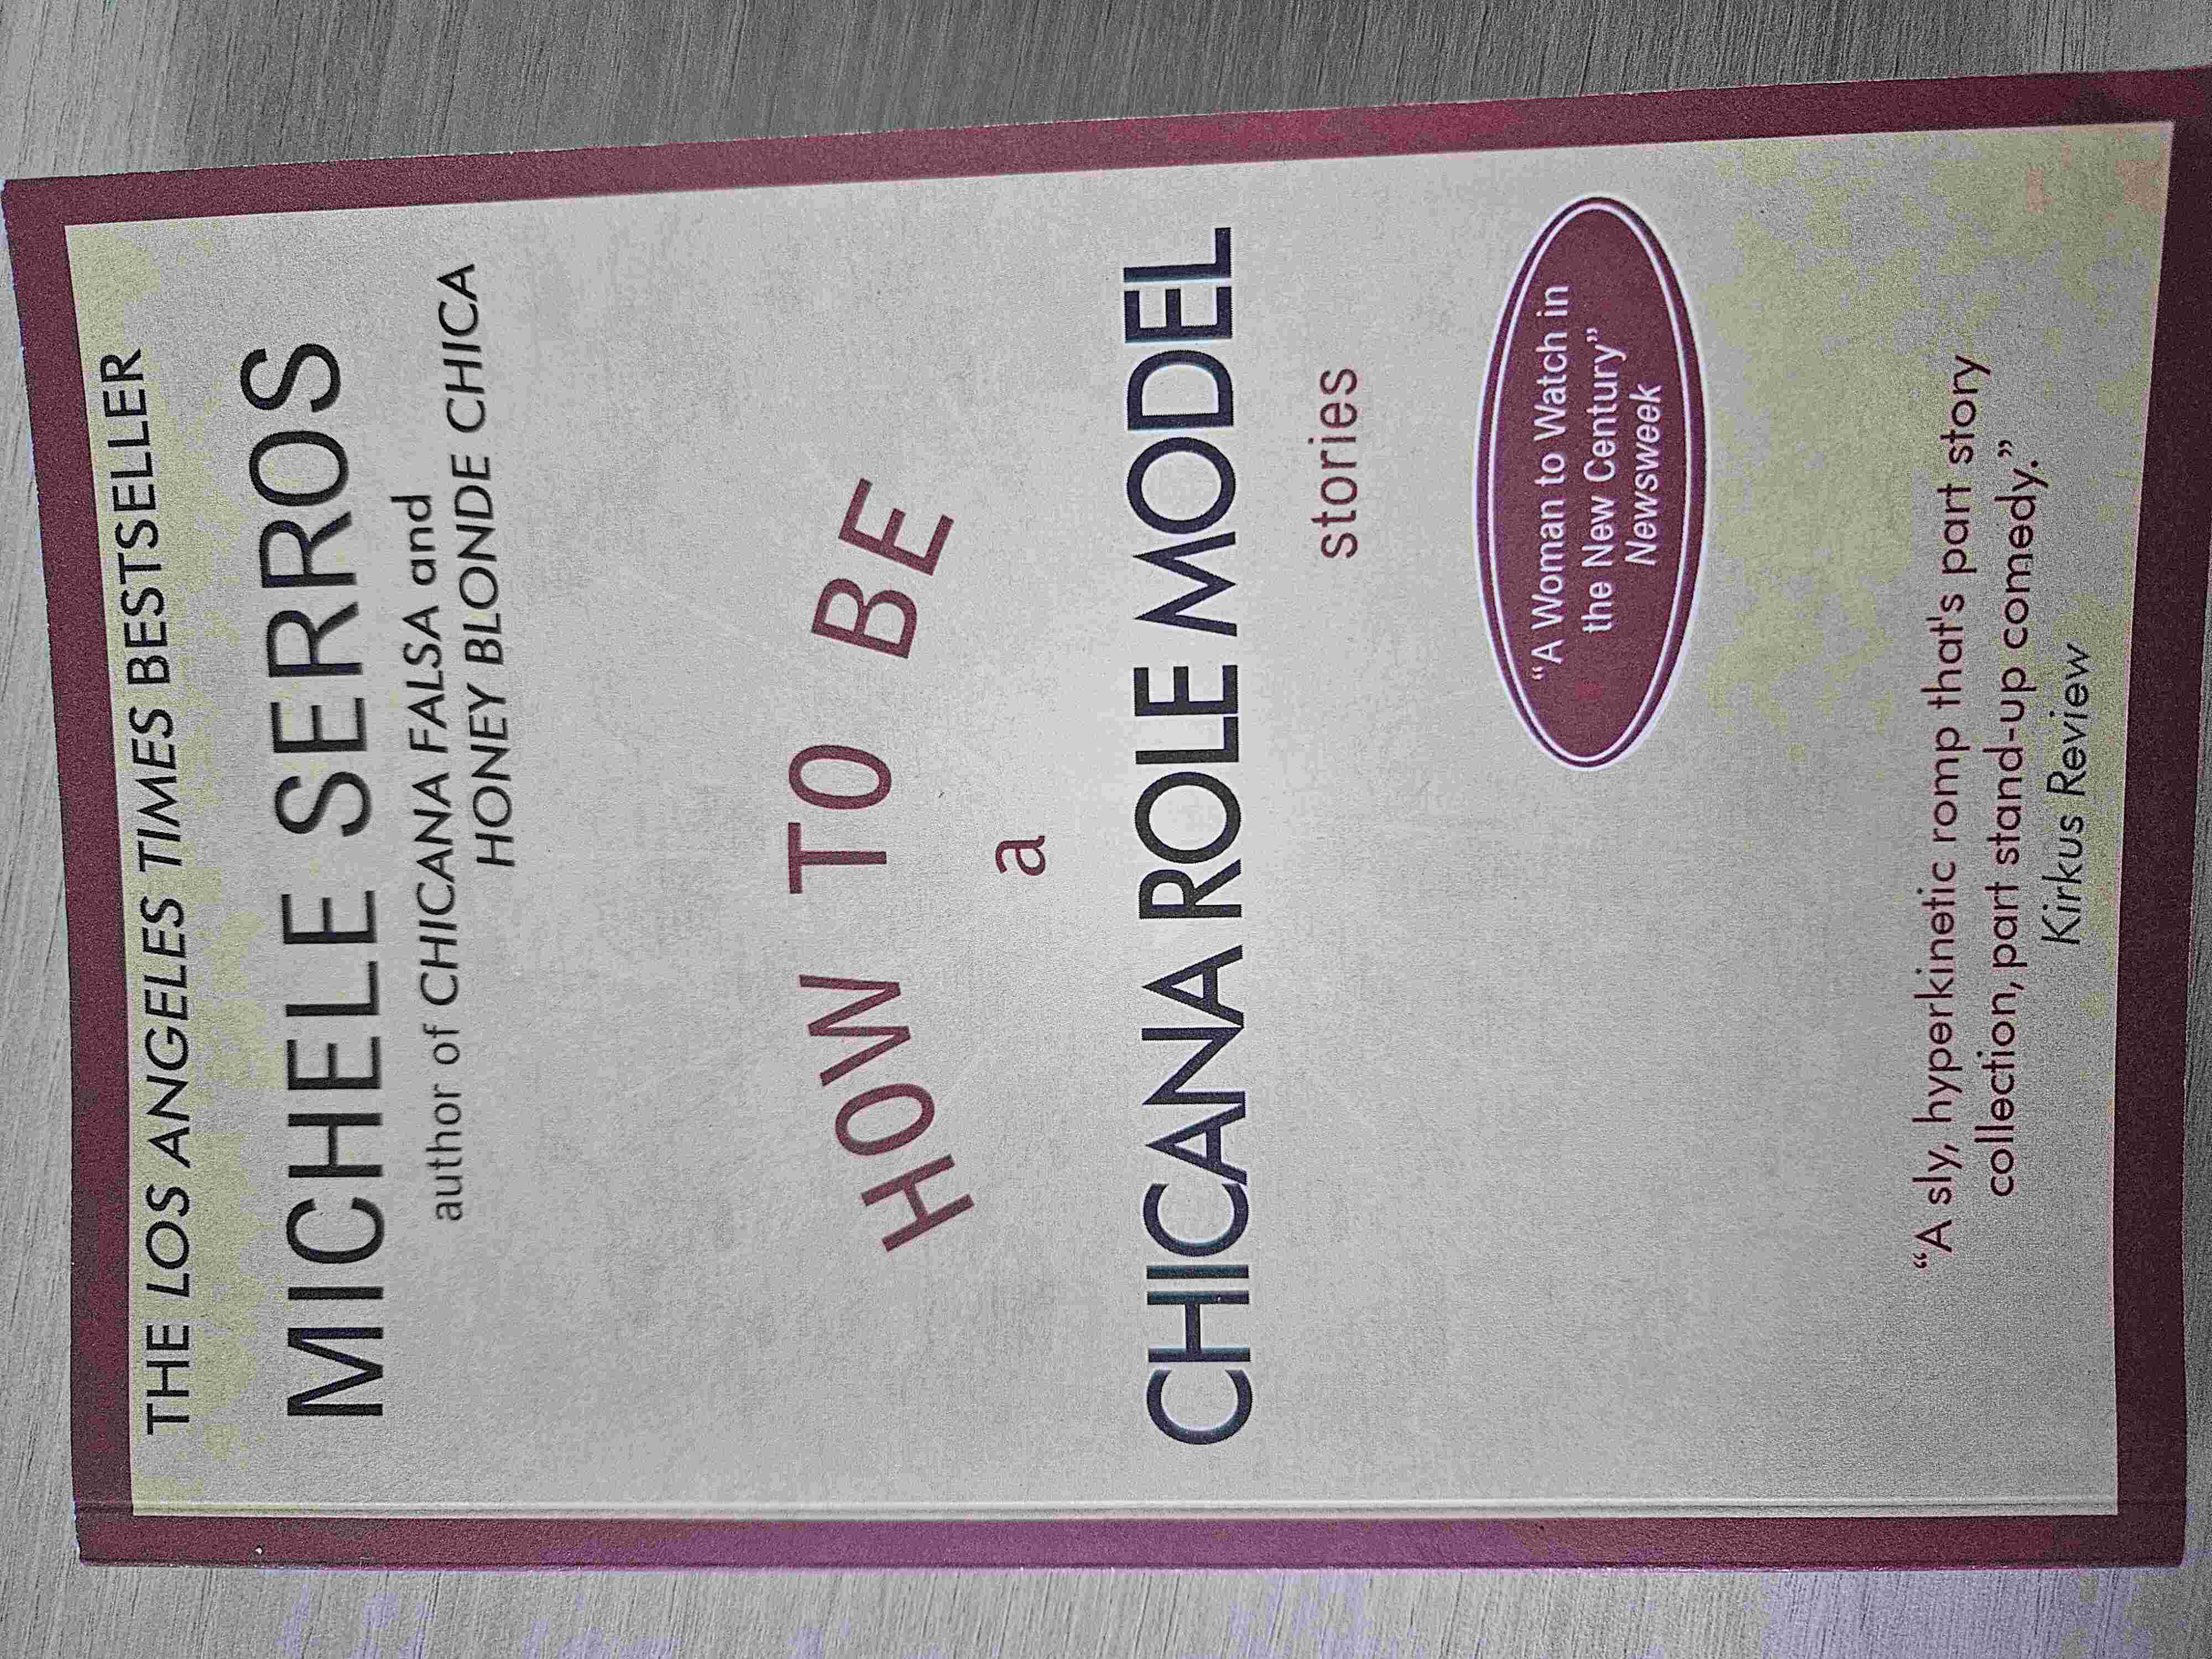 THE LOS ANGELES TIMES BESTSELLER
MICHELE SERROS
author of CHICANA FALSA and
HONEY BLONDE CHICA
HOW TO BE
a
CHICANA ROLE MODEL
stories
“A Woman to Watch in
the New Century”
Newsweek
“A sly, hyperkinetic romp that's part story
collection, part stand-up comedy.”
Kirkus Review